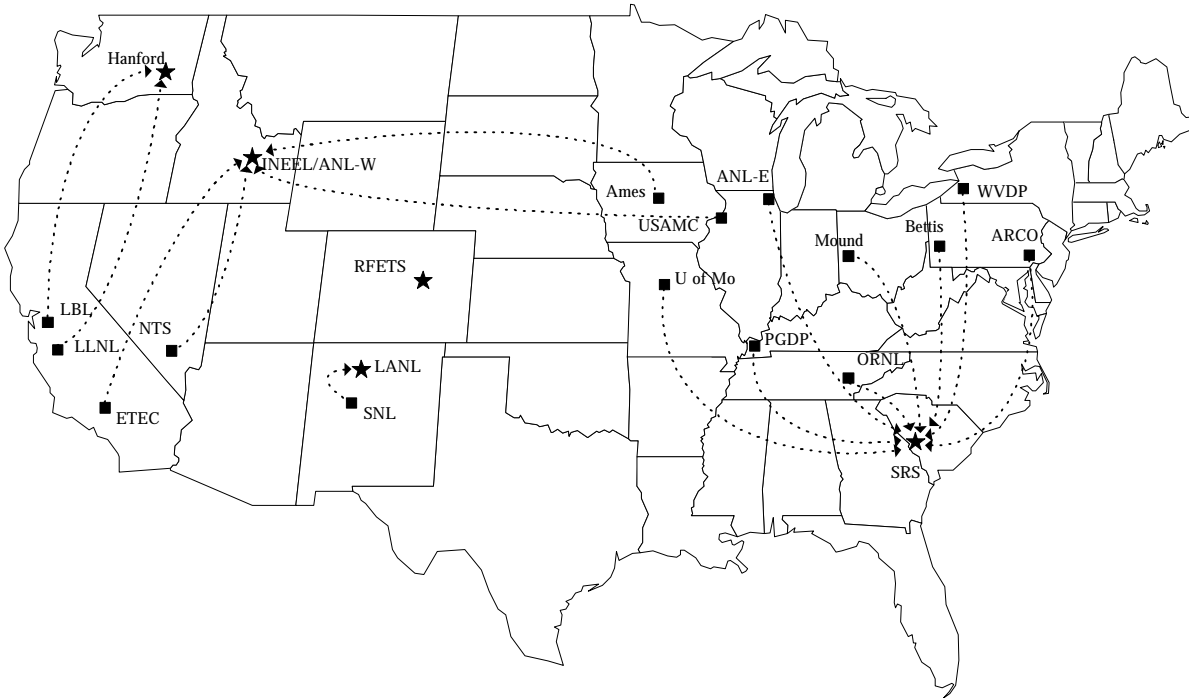 Hanford
INEEL/ANL-W
ANL-E
Ames
WVDP
USAMC
Bettis
ARCO
Mound
RFETS
U of Mo
LBL
NTS
PGDP
LLNL
ORNL
LANL
SNL
ETEC
SRS